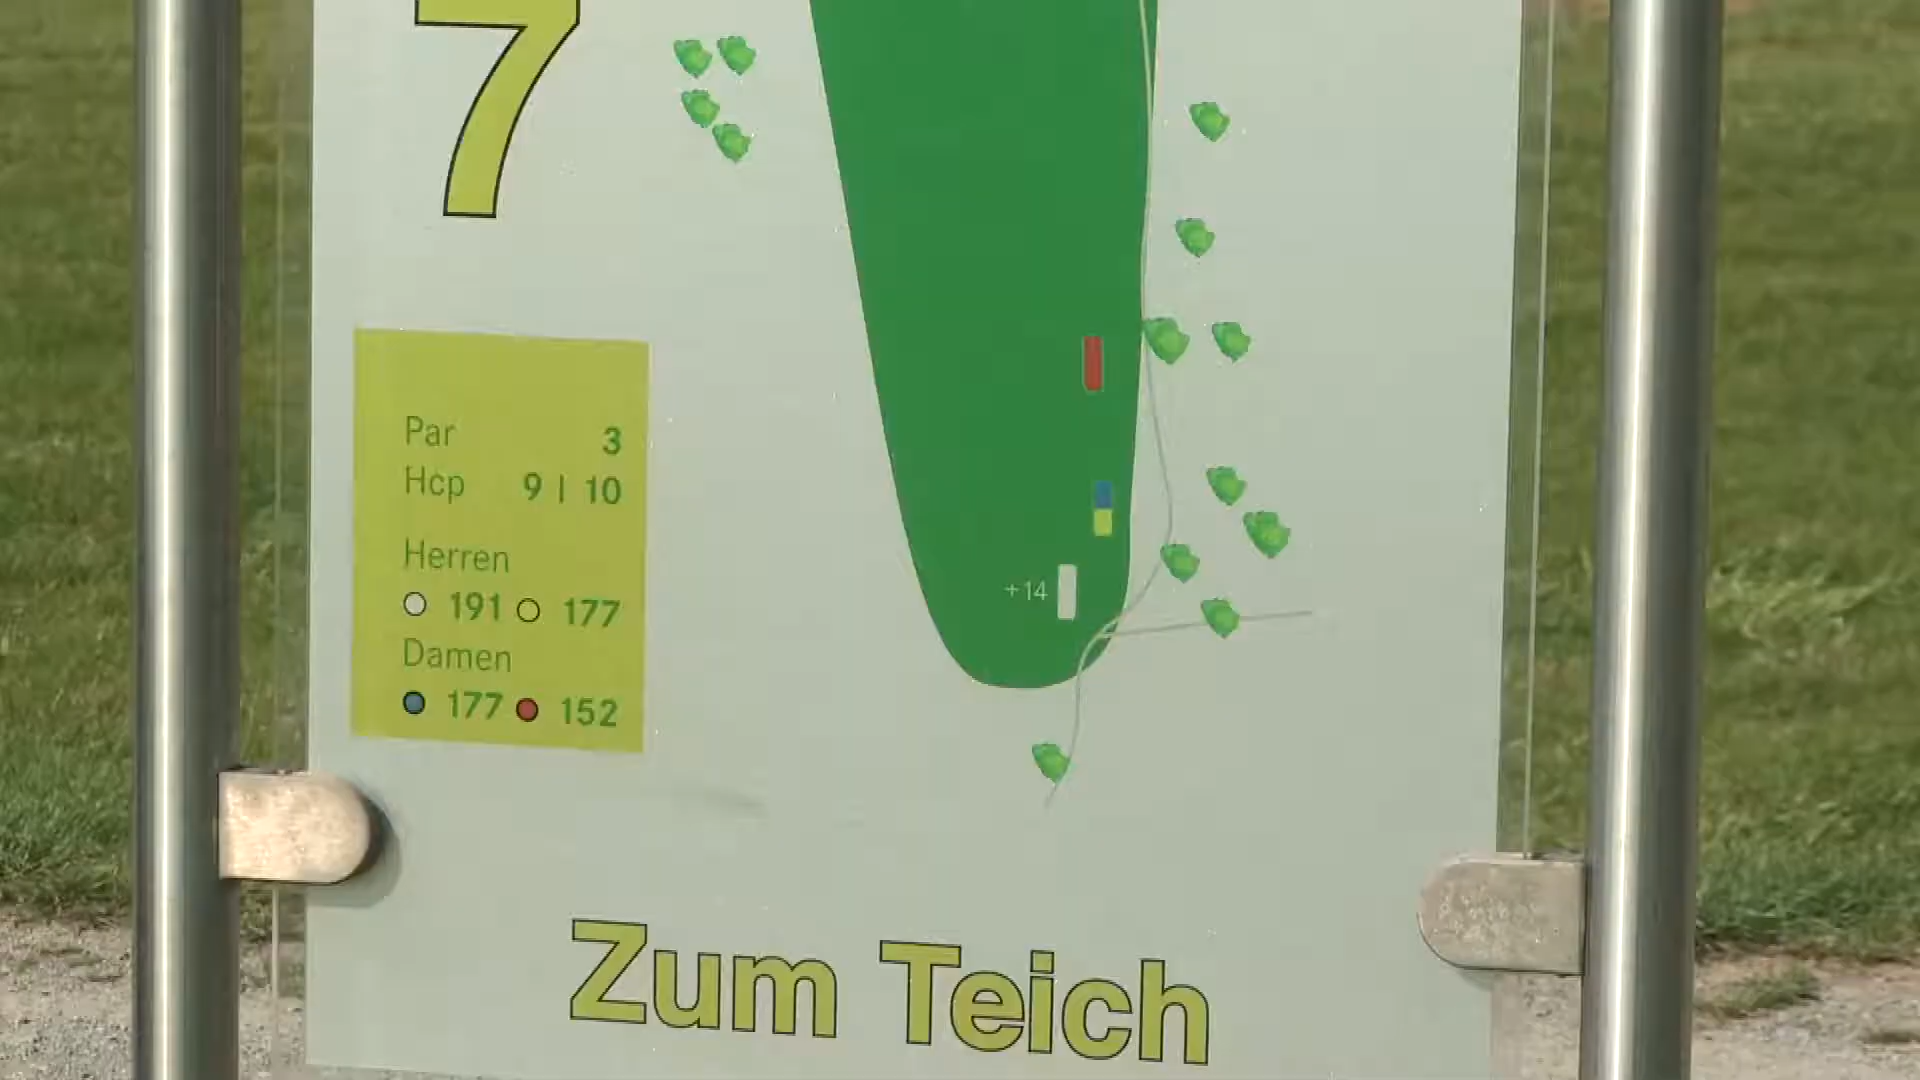 7
Par 3
Hcp 9 | 10
Herren
191 177
Damen
177 152
+14
Zum Teich